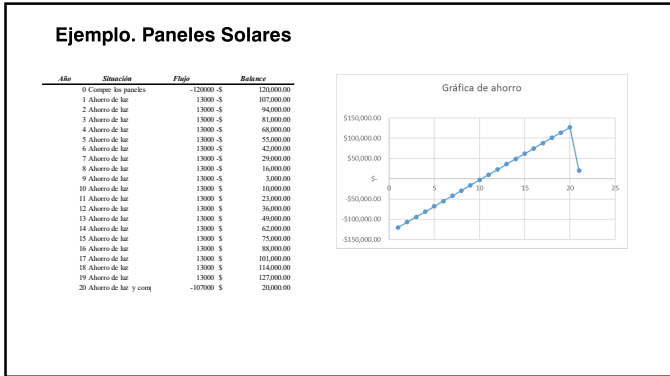 Ejemplo. Paneles Solares
Año Situación Flujo Balance
0 Compre los paneles -120000 -$ 120,000.00
1 Ahorro de luz 13000 -$ 107,000.00
2 Ahorro de luz 13000 -$ 94,000.00
3 Ahorro de luz 13000 -$ 81,000.00
4 Ahorro de luz 13000 -$ 68,000.00
5 Ahorro de luz 13000 -$ 55,000.00
6 Ahorro de luz 13000 -$ 42,000.00
7 Ahorro de luz 13000 -$ 29,000.00
8 Ahorro de luz 13000 -$ 16,000.00
9 Ahorro de luz 13000 -$ 3,000.00
10 Ahorro de luz 13000 $ 10,000.00
11 Ahorro de luz 13000 $ 23,000.00
12 Ahorro de luz 13000 $ 36,000.00
13 Ahorro de luz 13000 $ 49,000.00
14 Ahorro de luz 13000 $ 62,000.00
15 Ahorro de luz 13000 $ 75,000.00
16 Ahorro de luz 13000 $ 88,000.00
17 Ahorro de luz 13000 $ 101,000.00
18 Ahorro de luz 13000 $ 114,000.00
19 Ahorro de luz 13000 $ 127,000.00
20 Ahorro de luz y comp -107000 $ 20,000.00
Gráfica de ahorro
$150,000.00
$100,000.00
$50,000.00
$-
0 5 10 15 20 25
-$50,000.00
-$100,000.00
-$150,000.00